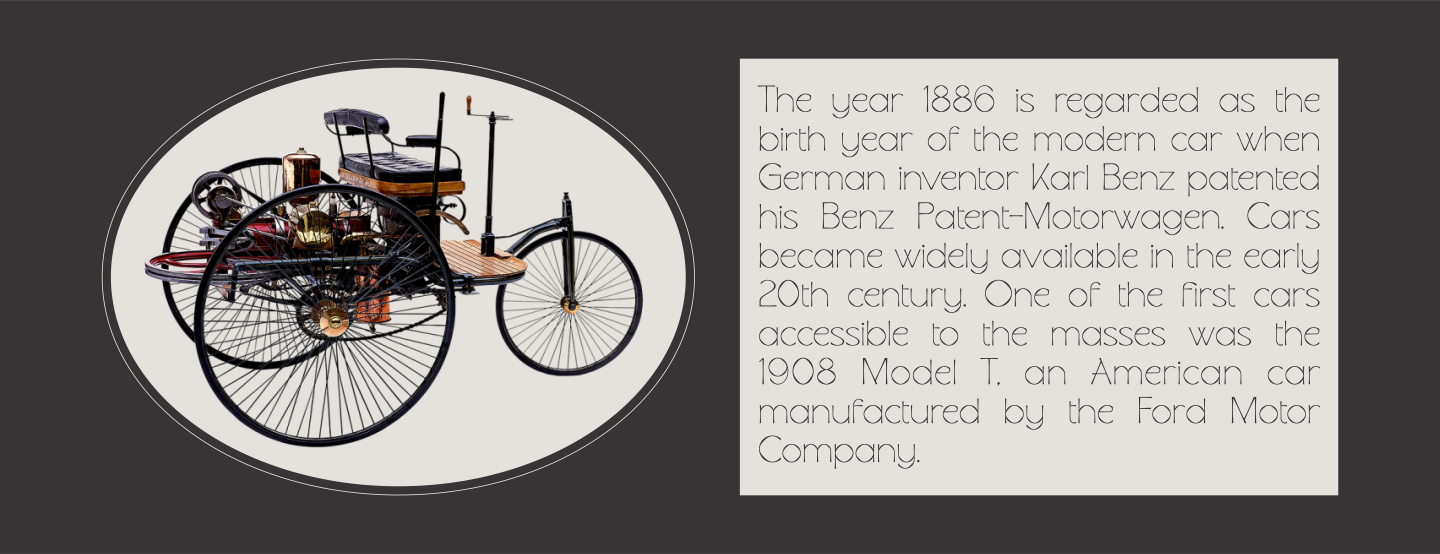 The year 1886 is regarded as the
birth year of the modern car when
German inventor Karl Benz patented
his Benz Patent-Motorwagen. Cars
became widely available in the early
20th century. One of the first cars
accessible to the masses was the
1908 Model T, an American car
manufactured by the Ford Motor
Company.